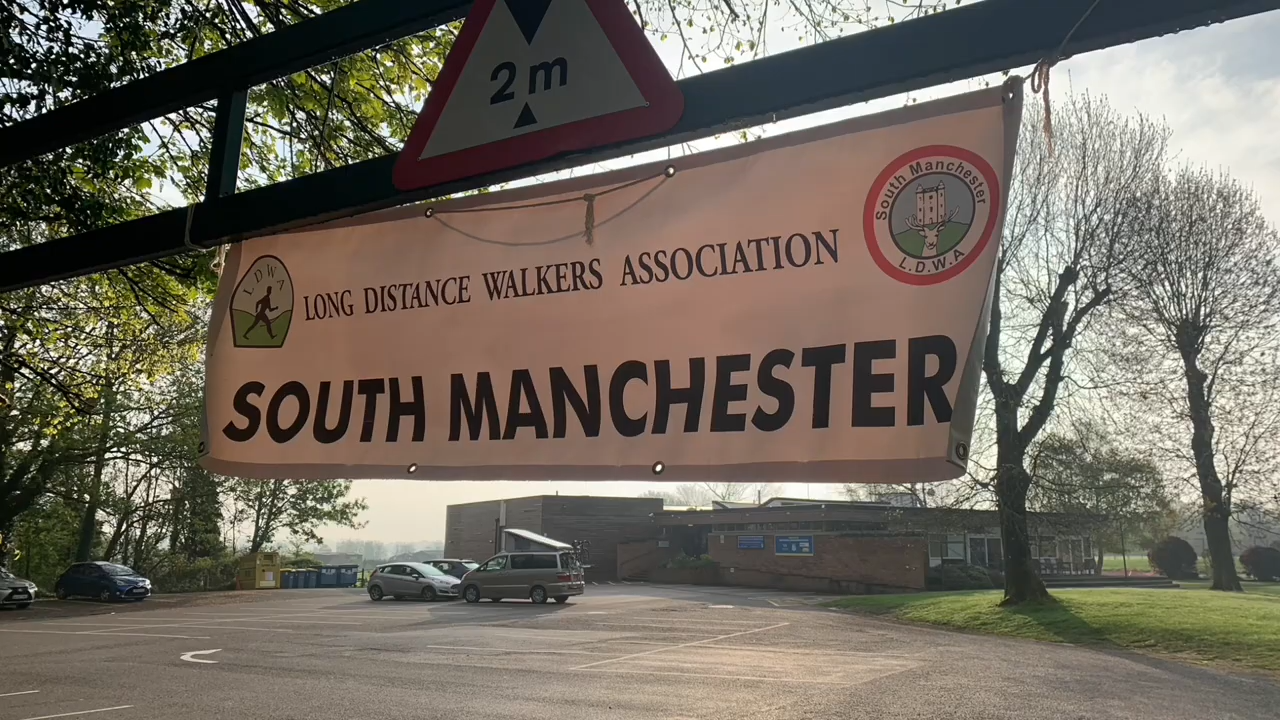 2 m
South Manchester
L.D.W.A
LDWA
LONG DISTANCE WALKERS ASSOCIATION
SOUTH MANCHESTER